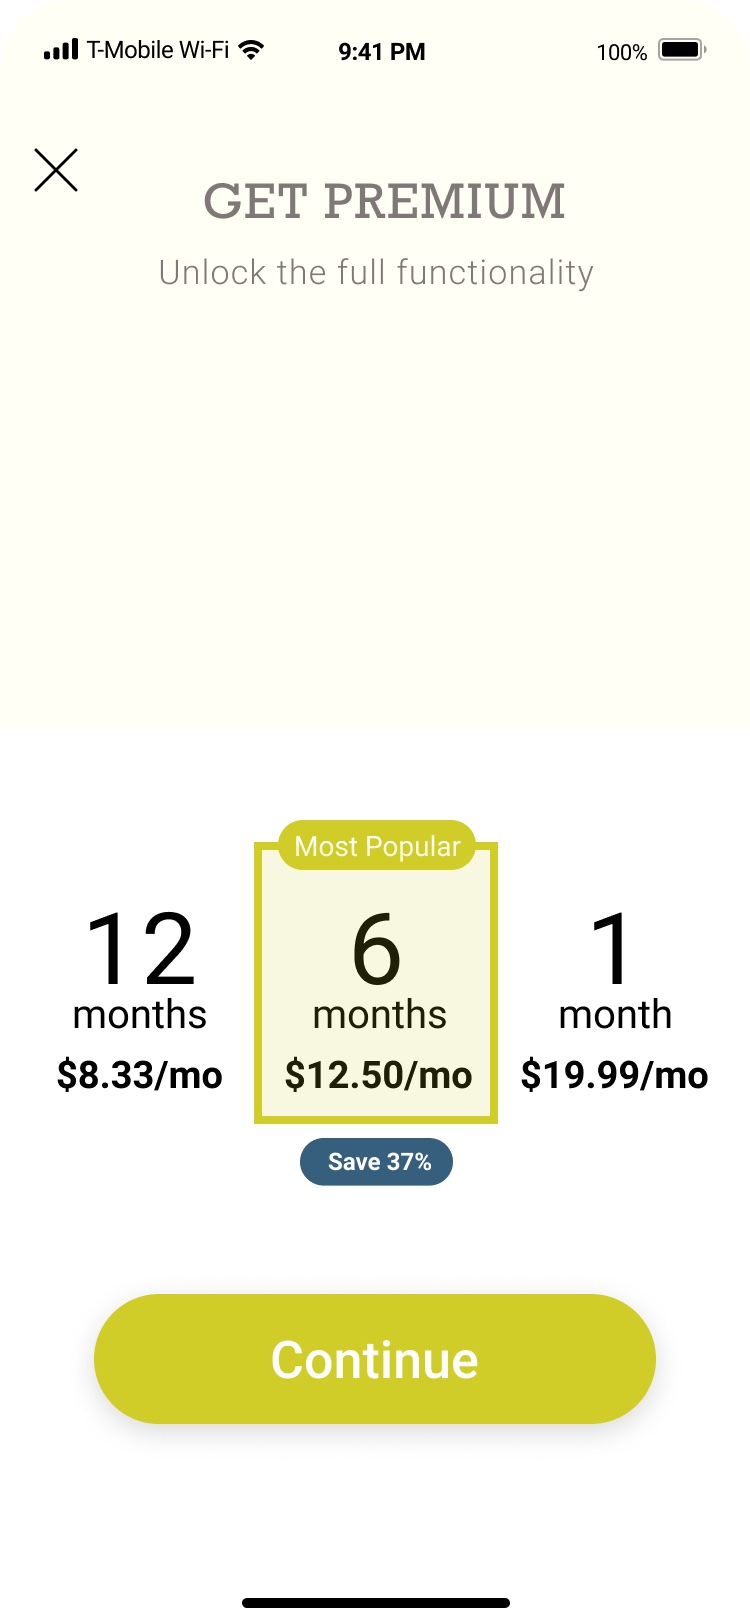 T-Mobile Wi-Fi 9:41 PM 100%
GET PREMIUM
Unlock the full functionality
Most Popular
12 6 1
months months month
$8.33/mo $12.50/mo $19.99/mo
Save 37%
Continue